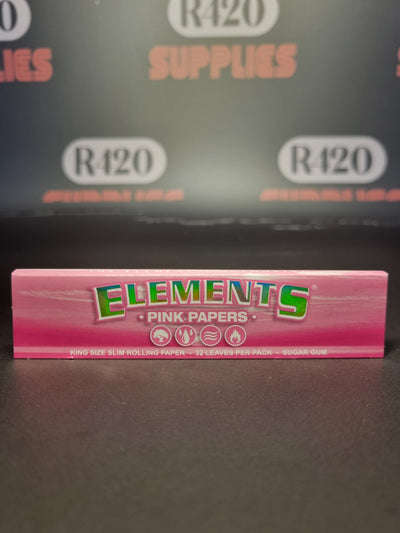 R420
SUPPLIES
R420
R420
ELEMENTS®
• PINK PAPERS •
KING SIZE SLIM ROLLING PAPER - 32 LEAVES PER PACK - SUGAR GUM